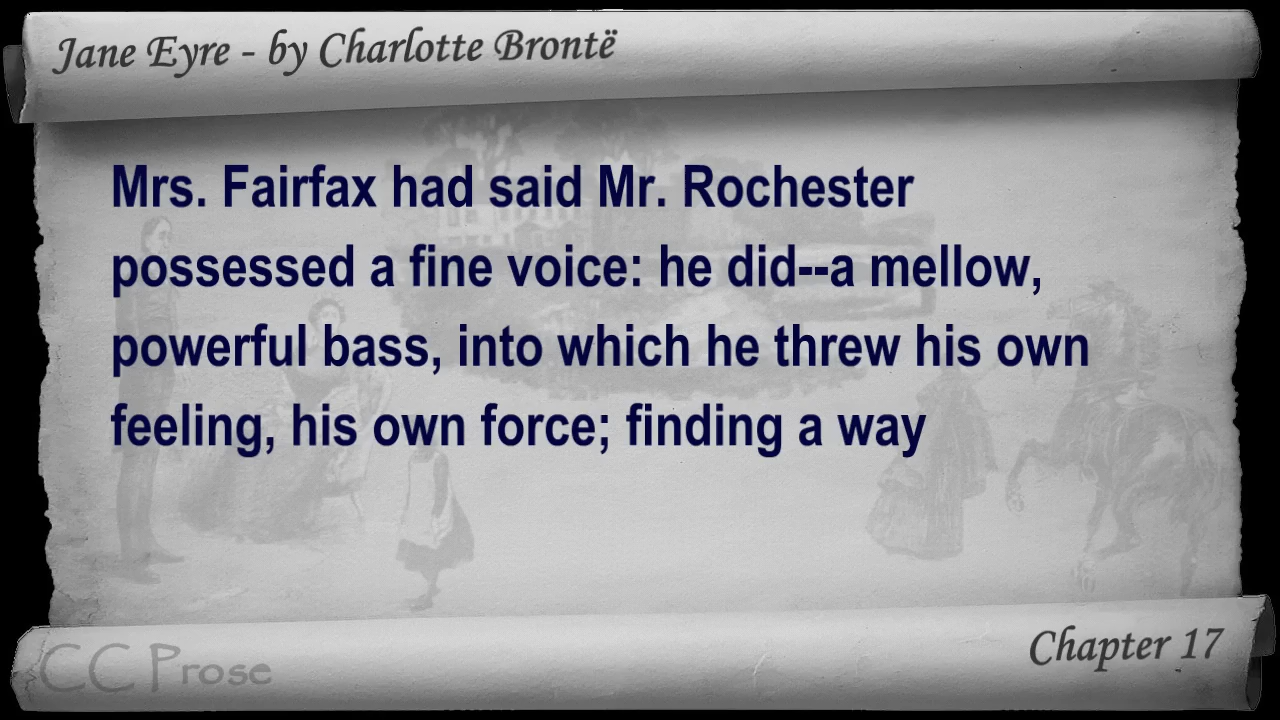 Jane Eyre - by Charlotte Brontë
Mrs. Fairfax had said Mr. Rochester
possessed a fine voice: he did--a mellow,
powerful bass, into which he threw his own
feeling, his own force; finding a way
Chapter 17
CC Prose